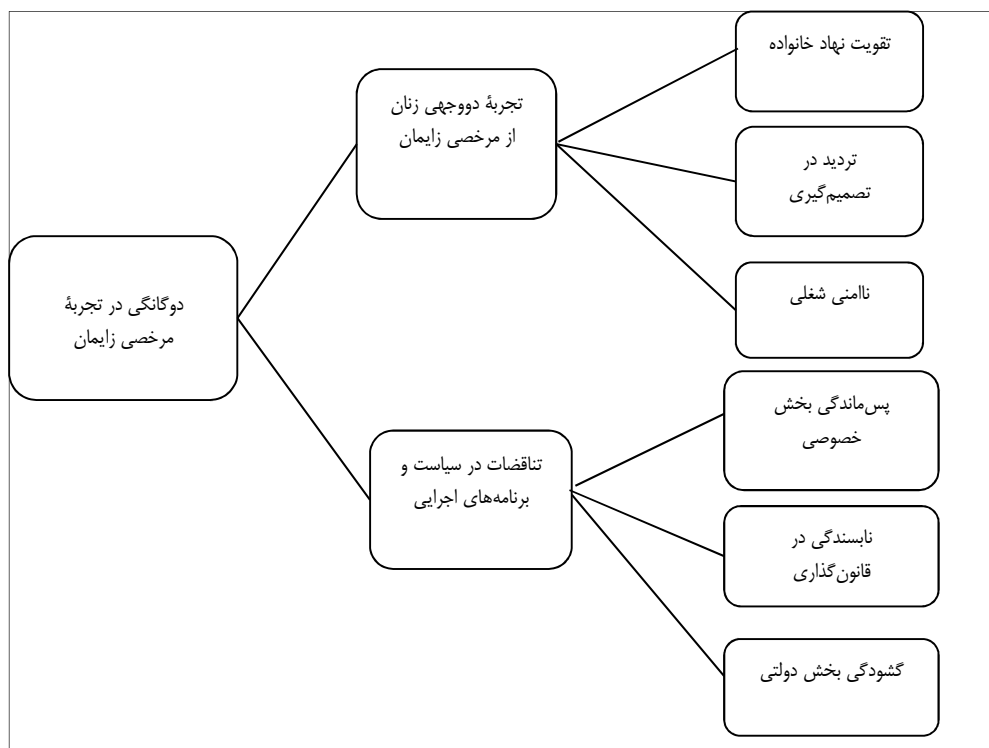 دوگانگی در تجربهٔ
مرخصی زایمان
تجربهٔ دووجهی زنان
از مرخصی زایمان
تقویت نهاد خانواده
تردید در
تصمیم‌گیری
ناامنی شغلی
تناقضات در سیاست و
برنامه‌های اجرایی
پس‌ماندگی بخش
خصوصی
نابسندگی در
قانون‌گذاری
گشودگی بخش دولتی